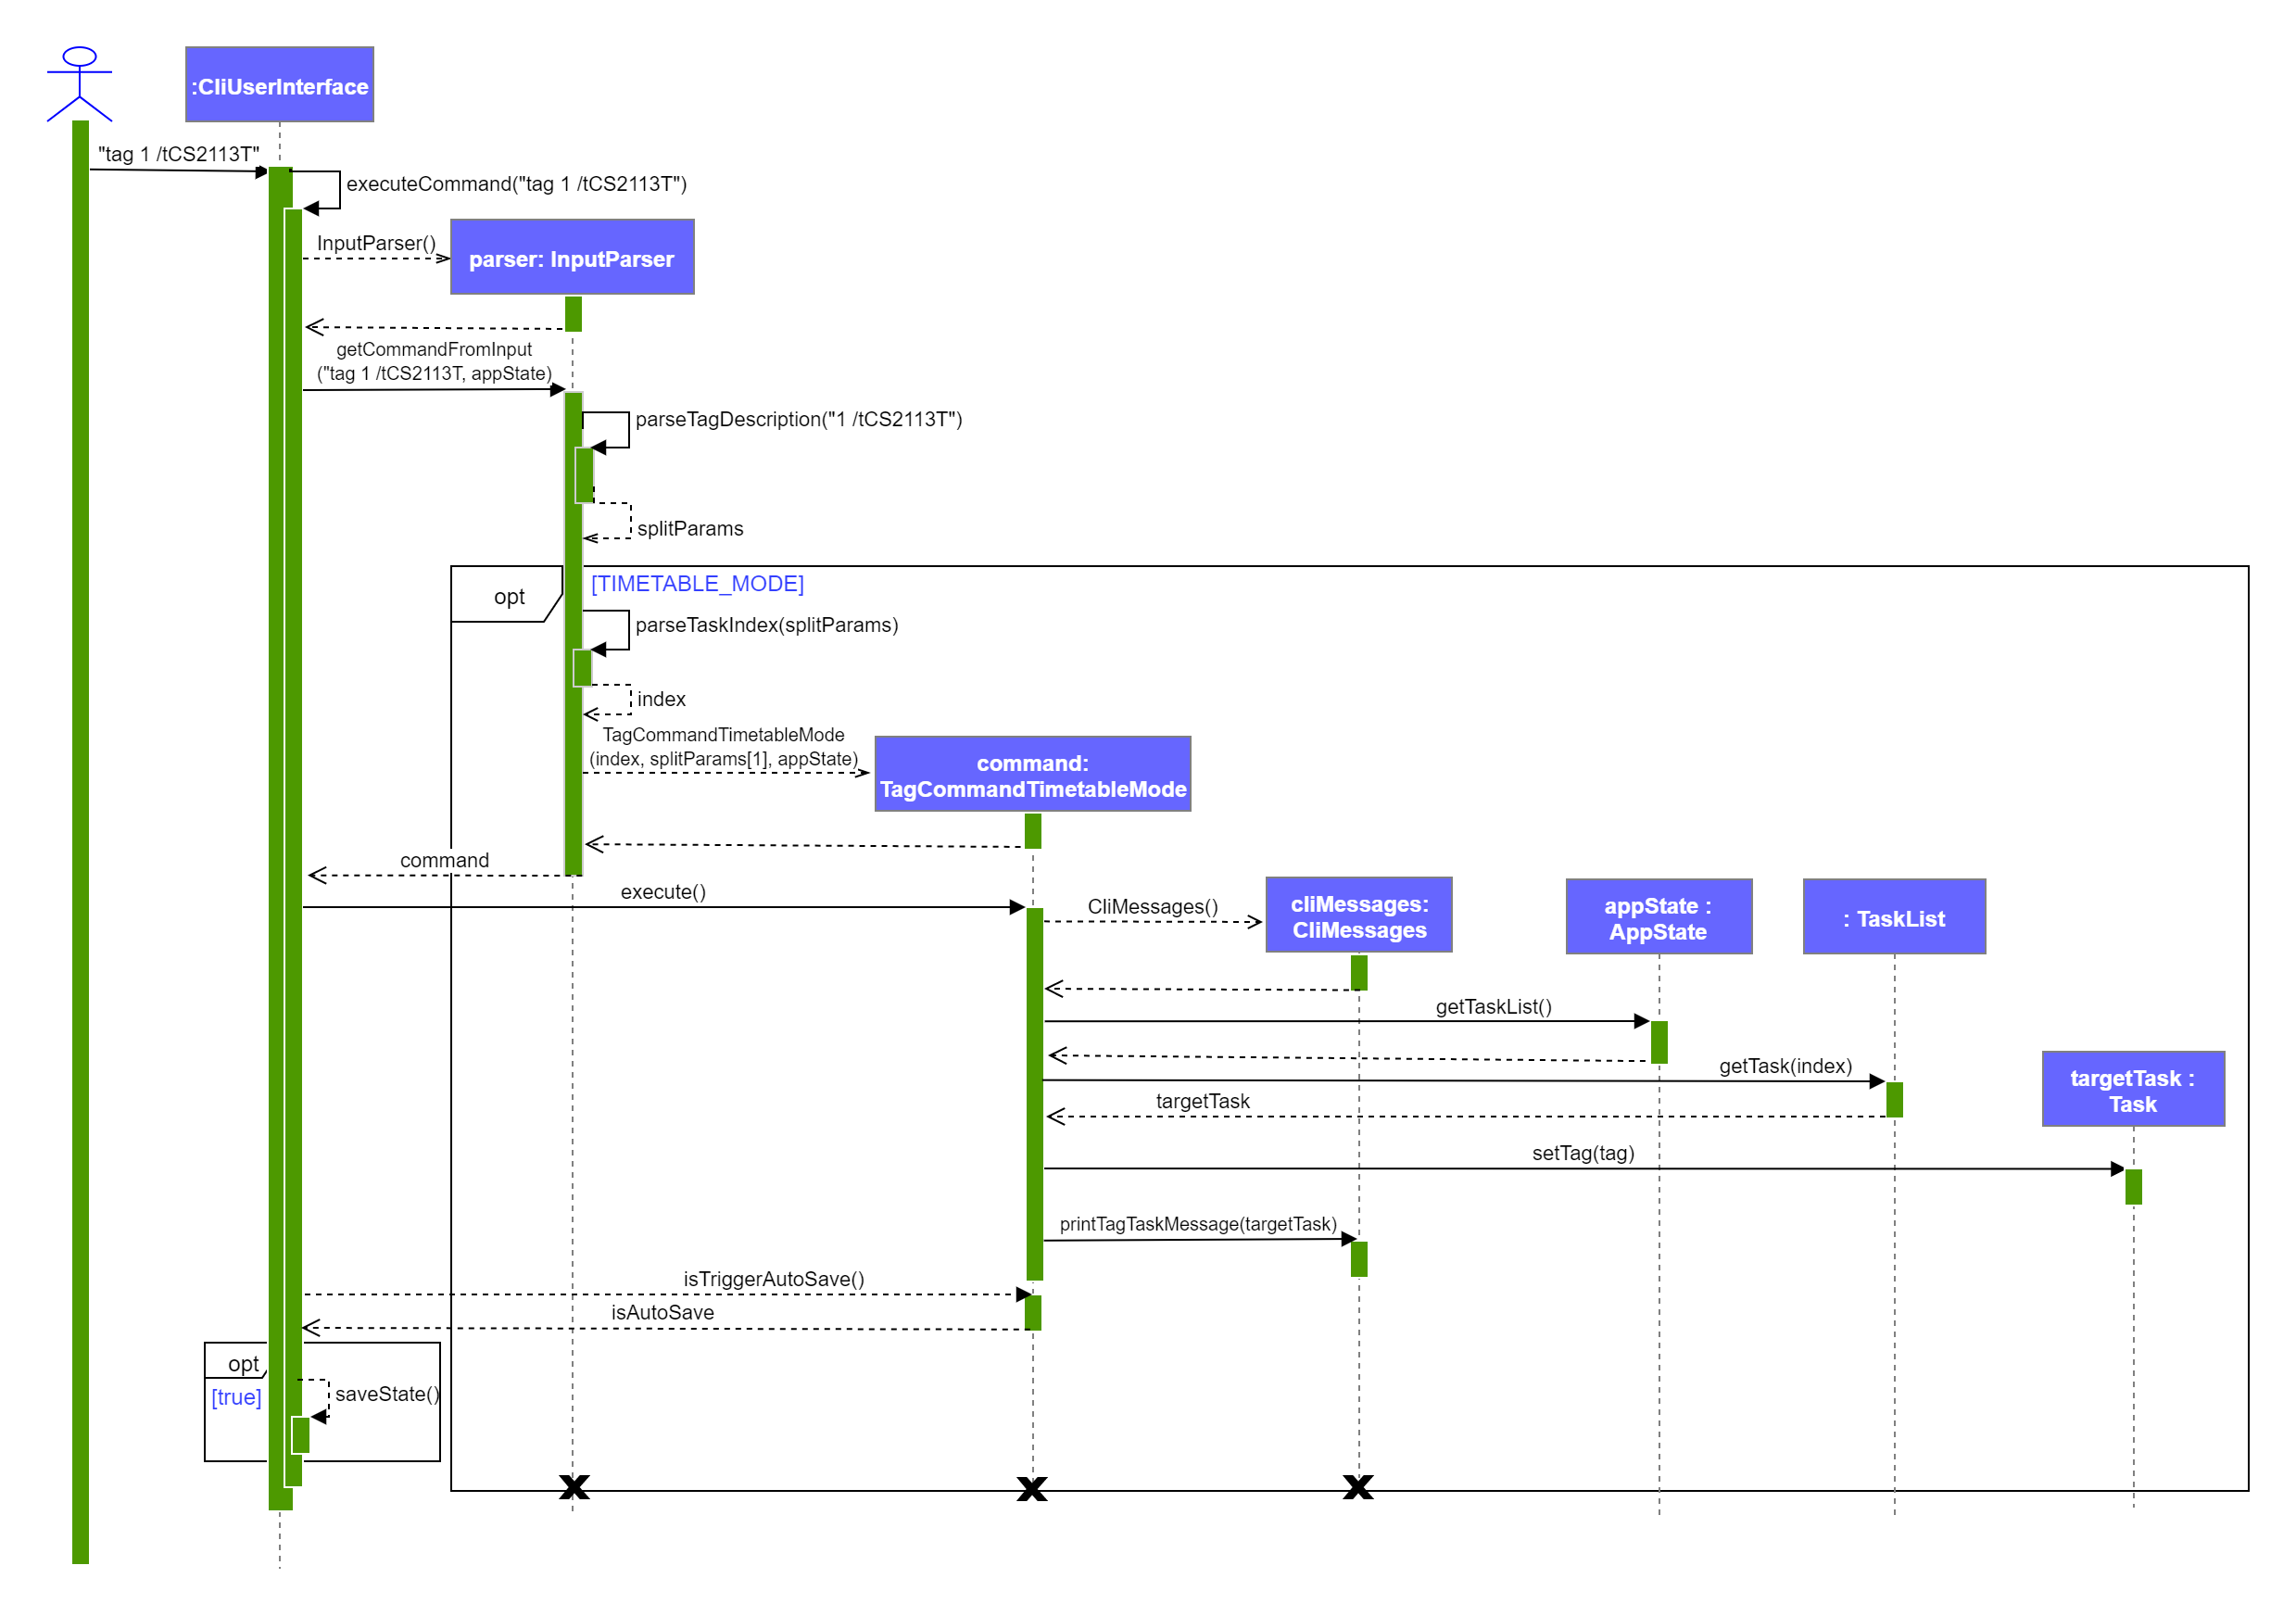 :CliUserInterface
"tag 1 /tCS2113T"
executeCommand("tag 1 /tCS2113T")
InputParser()
parser: InputParser
getCommandFromInput
("tag 1 /tCS2113T, appState)
parseTagDescription("1 /tCS2113T")
splitParams
opt
[TIMETABLE_MODE]
parseTaskIndex(splitParams)
index
TagCommandTimetableMode
(index, splitParams[1], appState)
command:
TagCommandTimetableMode
command
execute()
CliMessages()
cliMessages:
CliMessages
appState :
AppState
: TaskList
getTaskList()
getTask(index)
targetTask :
Task
targetTask
setTag(tag)
printTagTaskMessage(targetTask)
isTriggerAutoSave()
isAutoSave
opt
[true]
saveState()